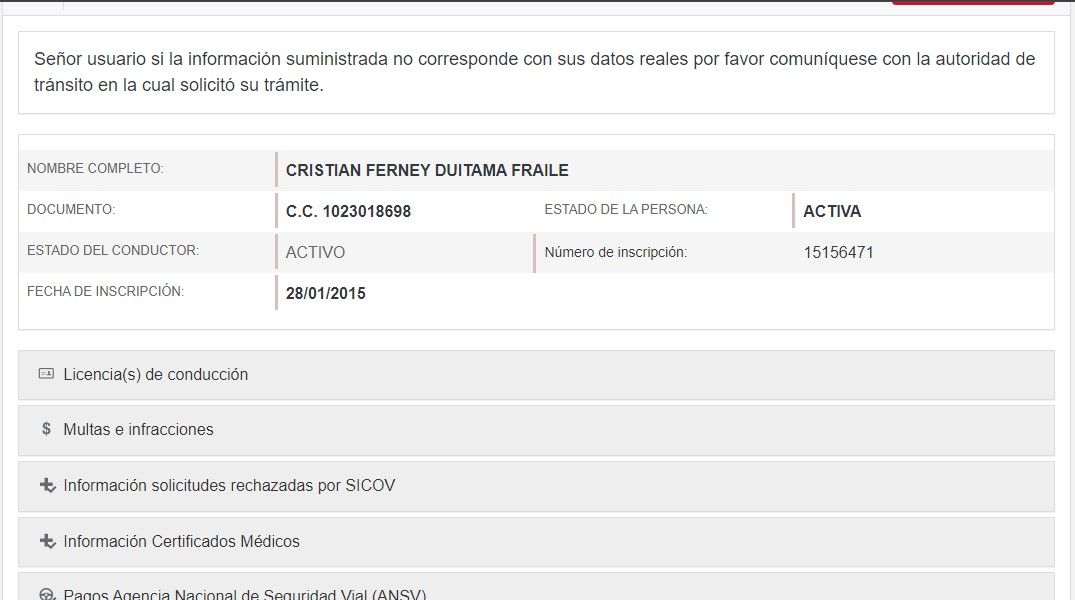 Señor usuario si la información suministrada no corresponde con sus datos reales por favor comuníquese con la autoridad de
tránsito en la cual solicitó su trámite.
NOMBRE COMPLETO: CRISTIAN FERNEY DUITAMA FRAILE
DOCUMENTO: C.C. 1023018698 ESTADO DE LA PERSONA: ACTIVA
ESTADO DEL CONDUCTOR: ACTIVO Número de inscripción: 15156471
FECHA DE INSCRIPCIÓN: 28/01/2015
Licencia(s) de conducción
$ Multas e infracciones
Información solicitudes rechazadas por SICOV
Información Certificados Médicos
Pagos Agencia Nacional de Seguridad Vial (ANSV)